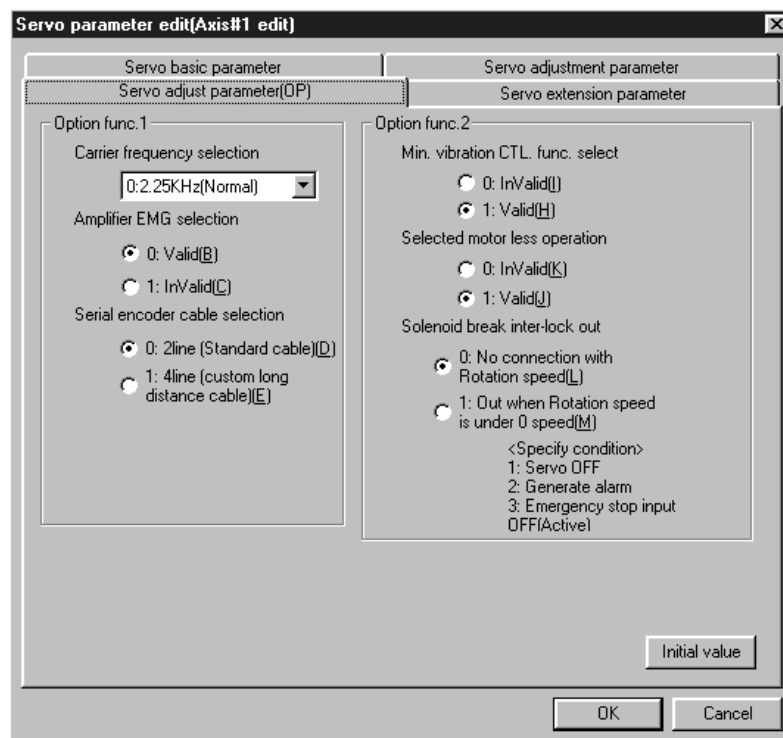 Servo parameter edit(Axis#1 edit)
Servo basic parameter
Servo adjustment parameter
Servo adjust parameter(OP)
Servo extension parameter
Option func.1
Carrier frequency selection
0:2.25KHz(Normal)
Amplifier EMG selection
0: Valid(B)
1: InValid(C)
Serial encoder cable selection
0: 2line (Standard cable)(D)
1: 4line (custom long
distance cable)(E)
Option func.2
Min. vibration CTL. func. select
0: InValid(I)
1: Valid(H)
Selected motor less operation
0: InValid(K)
1: Valid(J)
Solenoid break inter-lock out
0: No connection with
Rotation speed(L)
1: Out when Rotation speed
is under 0 speed(M)
<Specify condition>
1: Servo OFF
2: Generate alarm
3: Emergency stop input
OFF(Active)
Initial value
OK
Cancel